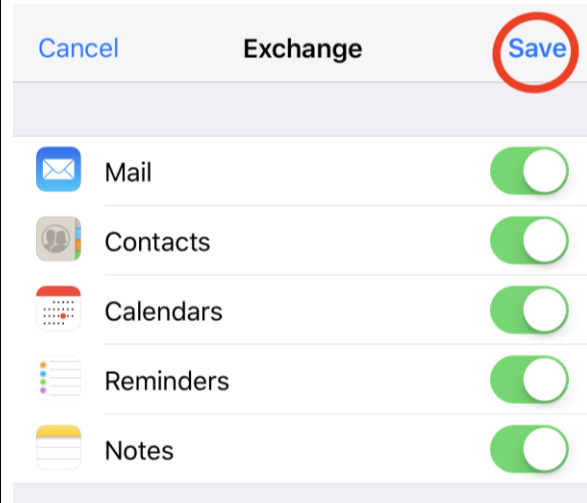 Cancel Exchange Save
Mail
Contacts
Calendars
Reminders
Notes